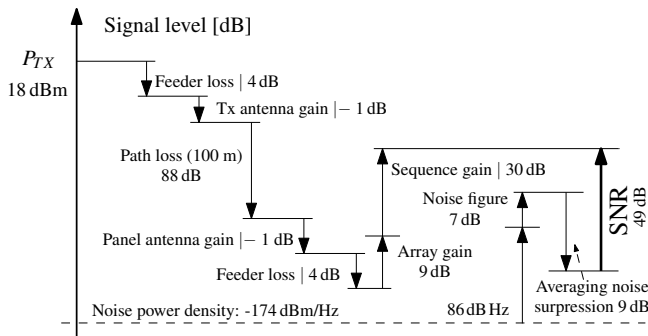 Signal level [dB]
P_TX
18 dBm
Feeder loss | 4 dB
Tx antenna gain |− 1 dB
Path loss (100 m)
88 dB
Sequence gain | 30 dB
Noise figure
7 dB
SNR
49 dB
Panel antenna gain |− 1 dB
Array gain
9 dB
Feeder loss | 4 dB
Averaging noise
surpression 9 dB
Noise power density: -174 dBm/Hz
86 dB Hz